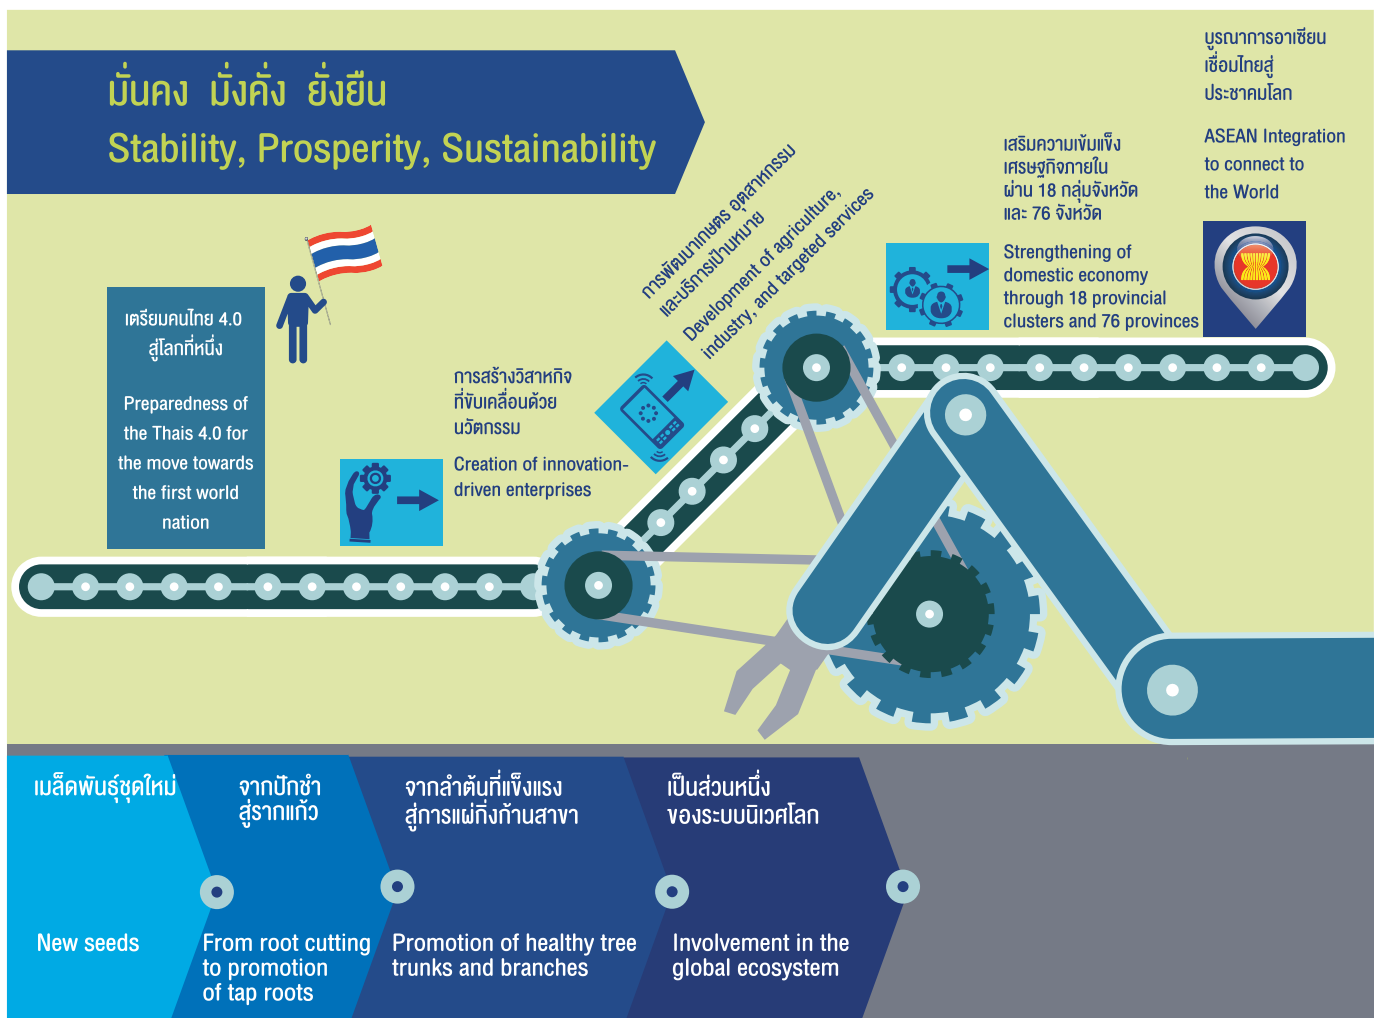 มั่นคง มั่งคั่ง ยั่งยืน
Stability, Prosperity, Sustainability
เตรียมคนไทย 4.0
สู่โลกที่หนึ่ง
Preparedness of
the Thais 4.0 for
the move towards
the first world
nation
การสร้างวิสาหกิจ
ที่ขับเคลื่อนด้วย
นวัตกรรม
Creation of innovation-
driven enterprises
การพัฒนาเกษตร อุตสาหกรรม
และบริการเป้าหมาย
Development of agriculture,
industry, and targeted services
เสริมความเข้มแข็ง
เศรษฐกิจภายใน
ผ่าน 18 กลุ่มจังหวัด
และ 76 จังหวัด
Strengthening of
domestic economy
through 18 provincial
clusters and 76 provinces
บูรณาการอาเซียน
เชื่อมไทยสู่
ประชาคมโลก
ASEAN Integration
to connect to
the World
เมล็ดพันธุ์ชุดใหม่
New seeds
จากปักชำ
สู่รากแก้ว
From root cutting
to promotion
of tap roots
จากลำต้นที่แข็งแรง
สู่การแผ่กิ่งก้านสาขา
Promotion of healthy tree
trunks and branches
เป็นส่วนหนึ่ง
ของระบบนิเวศโลก
Involvement in the
global ecosystem